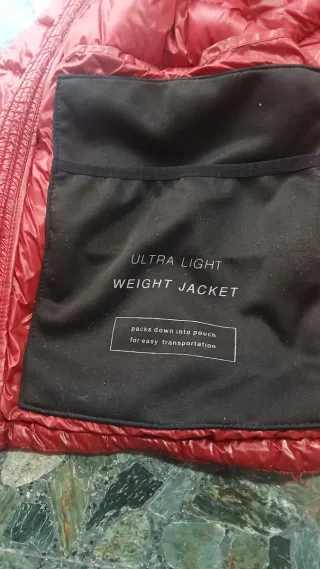 ULTRA LIGHT
WEIGHT JACKET
packs down into pouch
for easy transportation